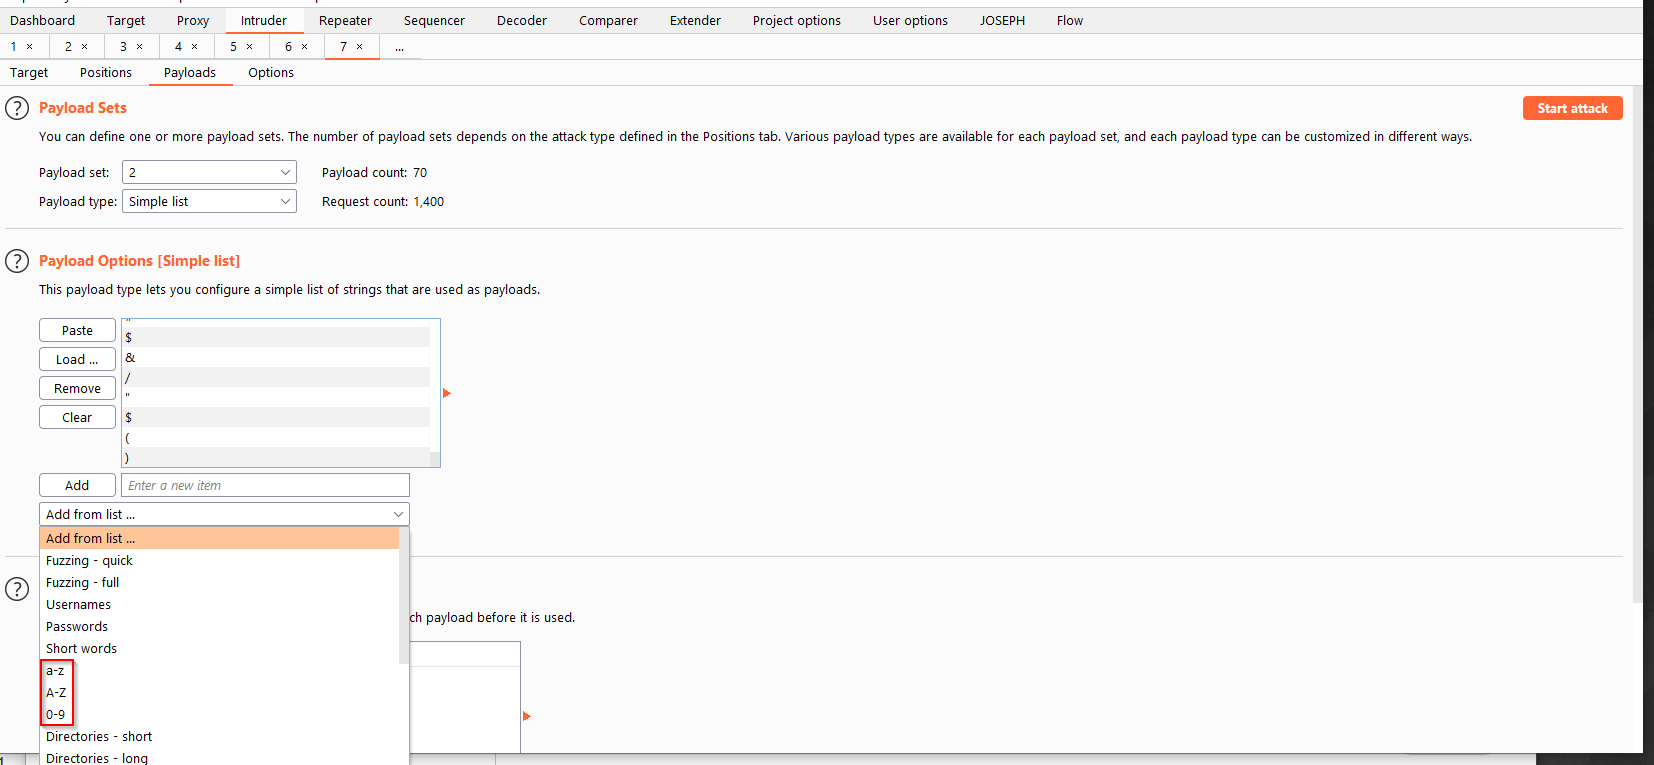 Dashboard Target Proxy Intruder Repeater Sequencer Decoder Comparer Extender Project options User options JOSEPH Flow
1 × 2 × 3 × 4 × 5 × 6 × 7 × ...
Target Positions Payloads Options
? Payload Sets Start attack
You can define one or more payload sets. The number of payload sets depends on the attack type defined in the Positions tab. Various payload types are available for each payload set, and each payload type can be customized in different ways.
Payload set: 2 Payload count: 70
Payload type: Simple list Request count: 1,400
? Payload Options [Simple list]
This payload type lets you configure a simple list of strings that are used as payloads.
Paste
$
Load ...
&
/
Remove
"
Clear
$
(
)
Add Enter a new item
Add from list ...
Add from list ...
Fuzzing - quick
Fuzzing - full
?
Usernames
ch payload before it is used.
Passwords
Short words
a-z
A-Z
0-9
Directories - short
Directories - long
1